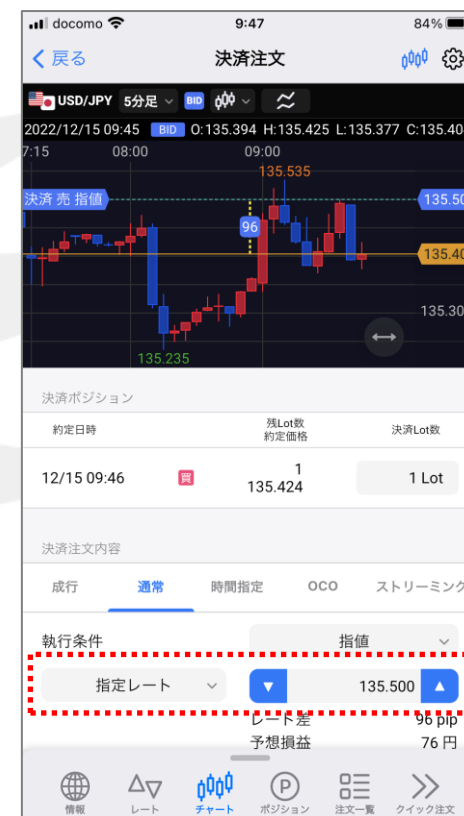 docomo 9:47 84%
戻る 決済注文
USD/JPY 5分足 BID
2022/12/15 09:45 BID O:135.394 H:135.425 L:135.377 C:135.40
7:15 08:00 09:00
135.535
決済 売 指値 135.50
96
135.40
135.30
135.235
決済ポジション
約定日時 残Lot数 決済Lot数
約定価格
12/15 09:46 買 1 1 Lot
135.424
決済注文内容
成行 通常 時間指定 OCO ストリーミング
執行条件 指値
指定レート 135.500
レート差 96 pip
予想損益 76 円
情報 レート チャート ポジション 注文一覧 クイック注文